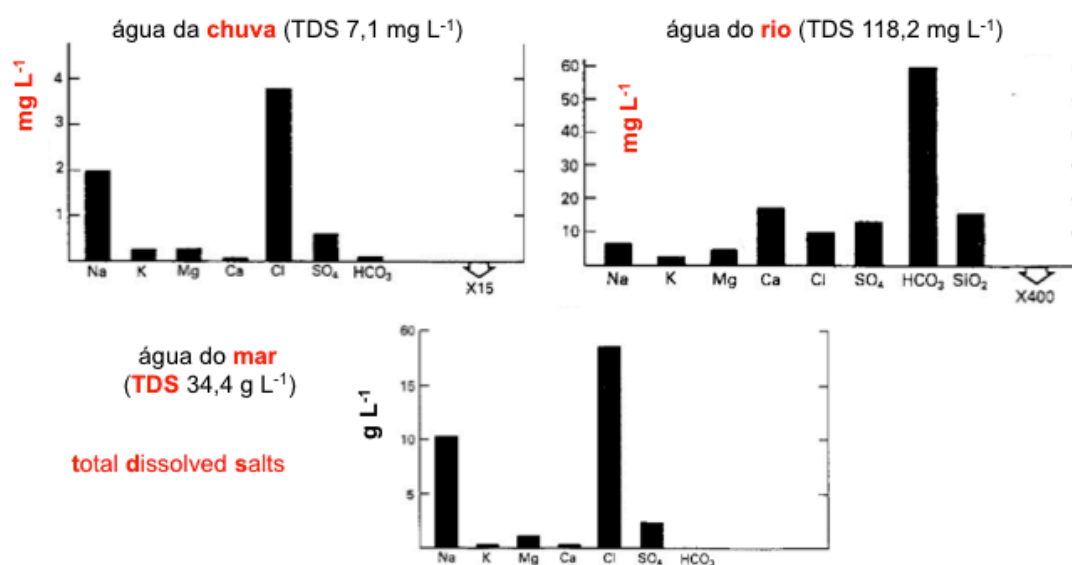 água da chuva (TDS 7,1 mg L⁻¹)
mg L⁻¹
4
3
2
1
Na K Mg Ca Cl SO₄ HCO₃
X15
água do rio (TDS 118,2 mg L⁻¹)
mg L⁻¹
60
50
40
30
20
10
Na K Mg Ca Cl SO₄ HCO₃ SiO₂
X400
água do mar
(TDS 34,4 g L⁻¹)
total dissolved salts
g L⁻¹
60
15
10
5
Na K Mg Ca Cl SO₄ HCO₃